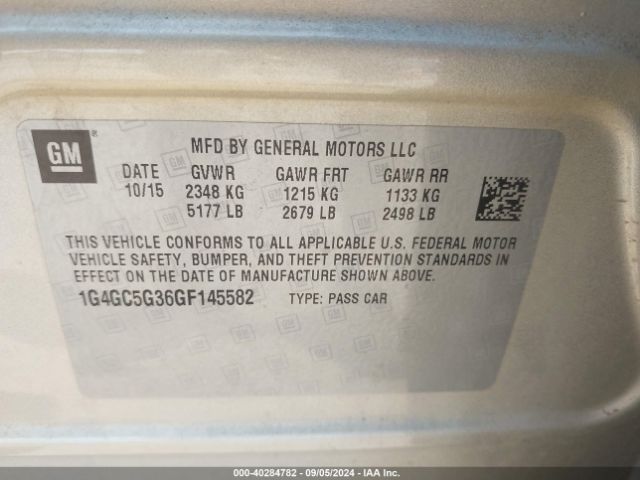 GM
MFD BY GENERAL MOTORS LLC
DATE GVWR GAWR FRT GAWR RR
10/15 2348 KG 1215 KG 1133 KG
5177 LB 2679 LB 2498 LB
THIS VEHICLE CONFORMS TO ALL APPLICABLE U.S. FEDERAL MOTOR
VEHICLE SAFETY, BUMPER, AND THEFT PREVENTION STANDARDS IN
EFFECT ON THE DATE OF MANUFACTURE SHOWN ABOVE.
1G4GC5G36GF145582 TYPE: PASS CAR
000-40284782 - 09/05/2024 - IAA Inc.